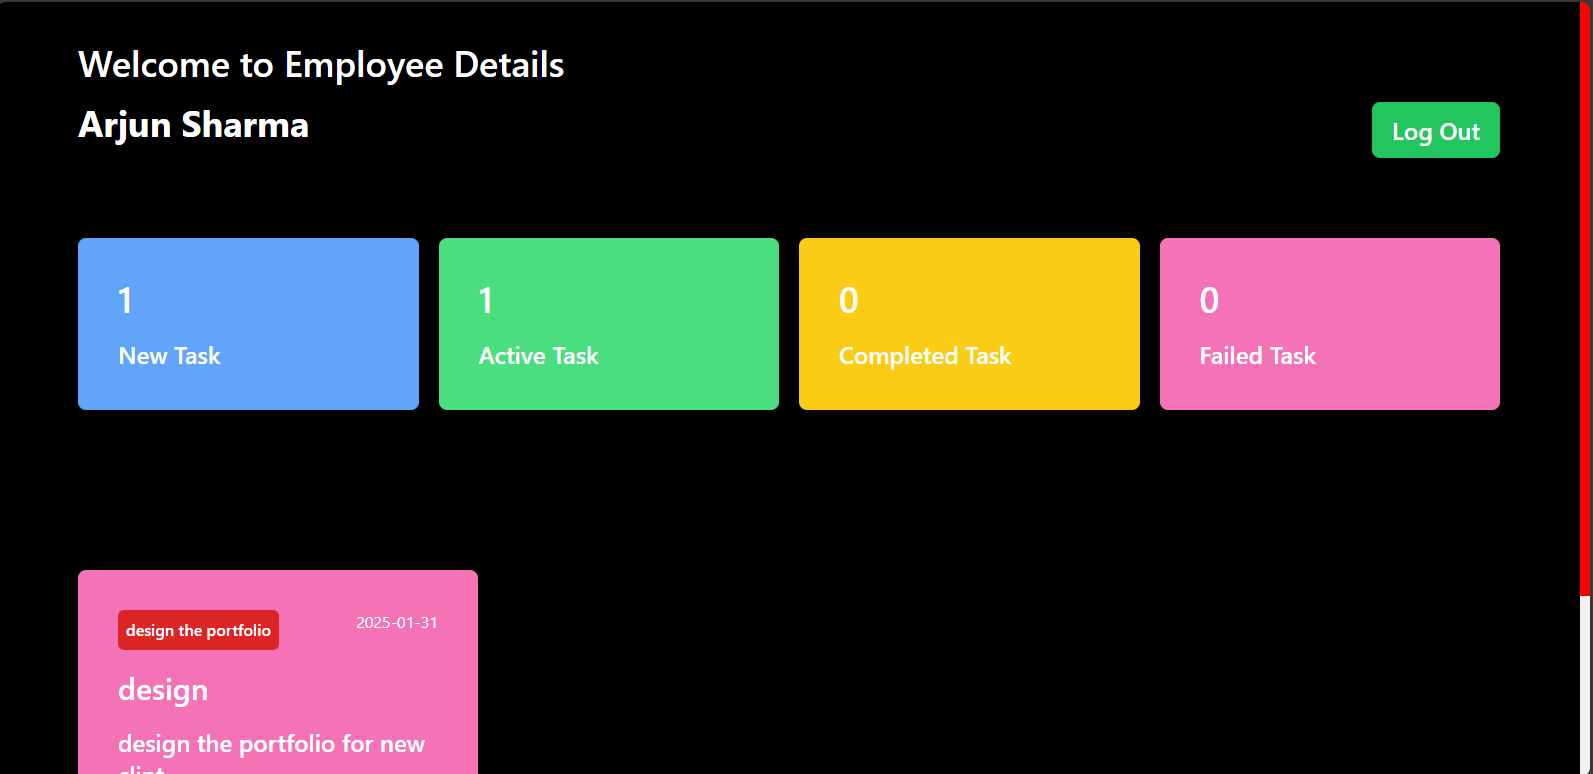 Welcome to Employee Details
Arjun Sharma
Log Out
1
New Task
1
Active Task
0
Completed Task
0
Failed Task
design the portfolio
2025-01-31
design
design the portfolio for new
clint